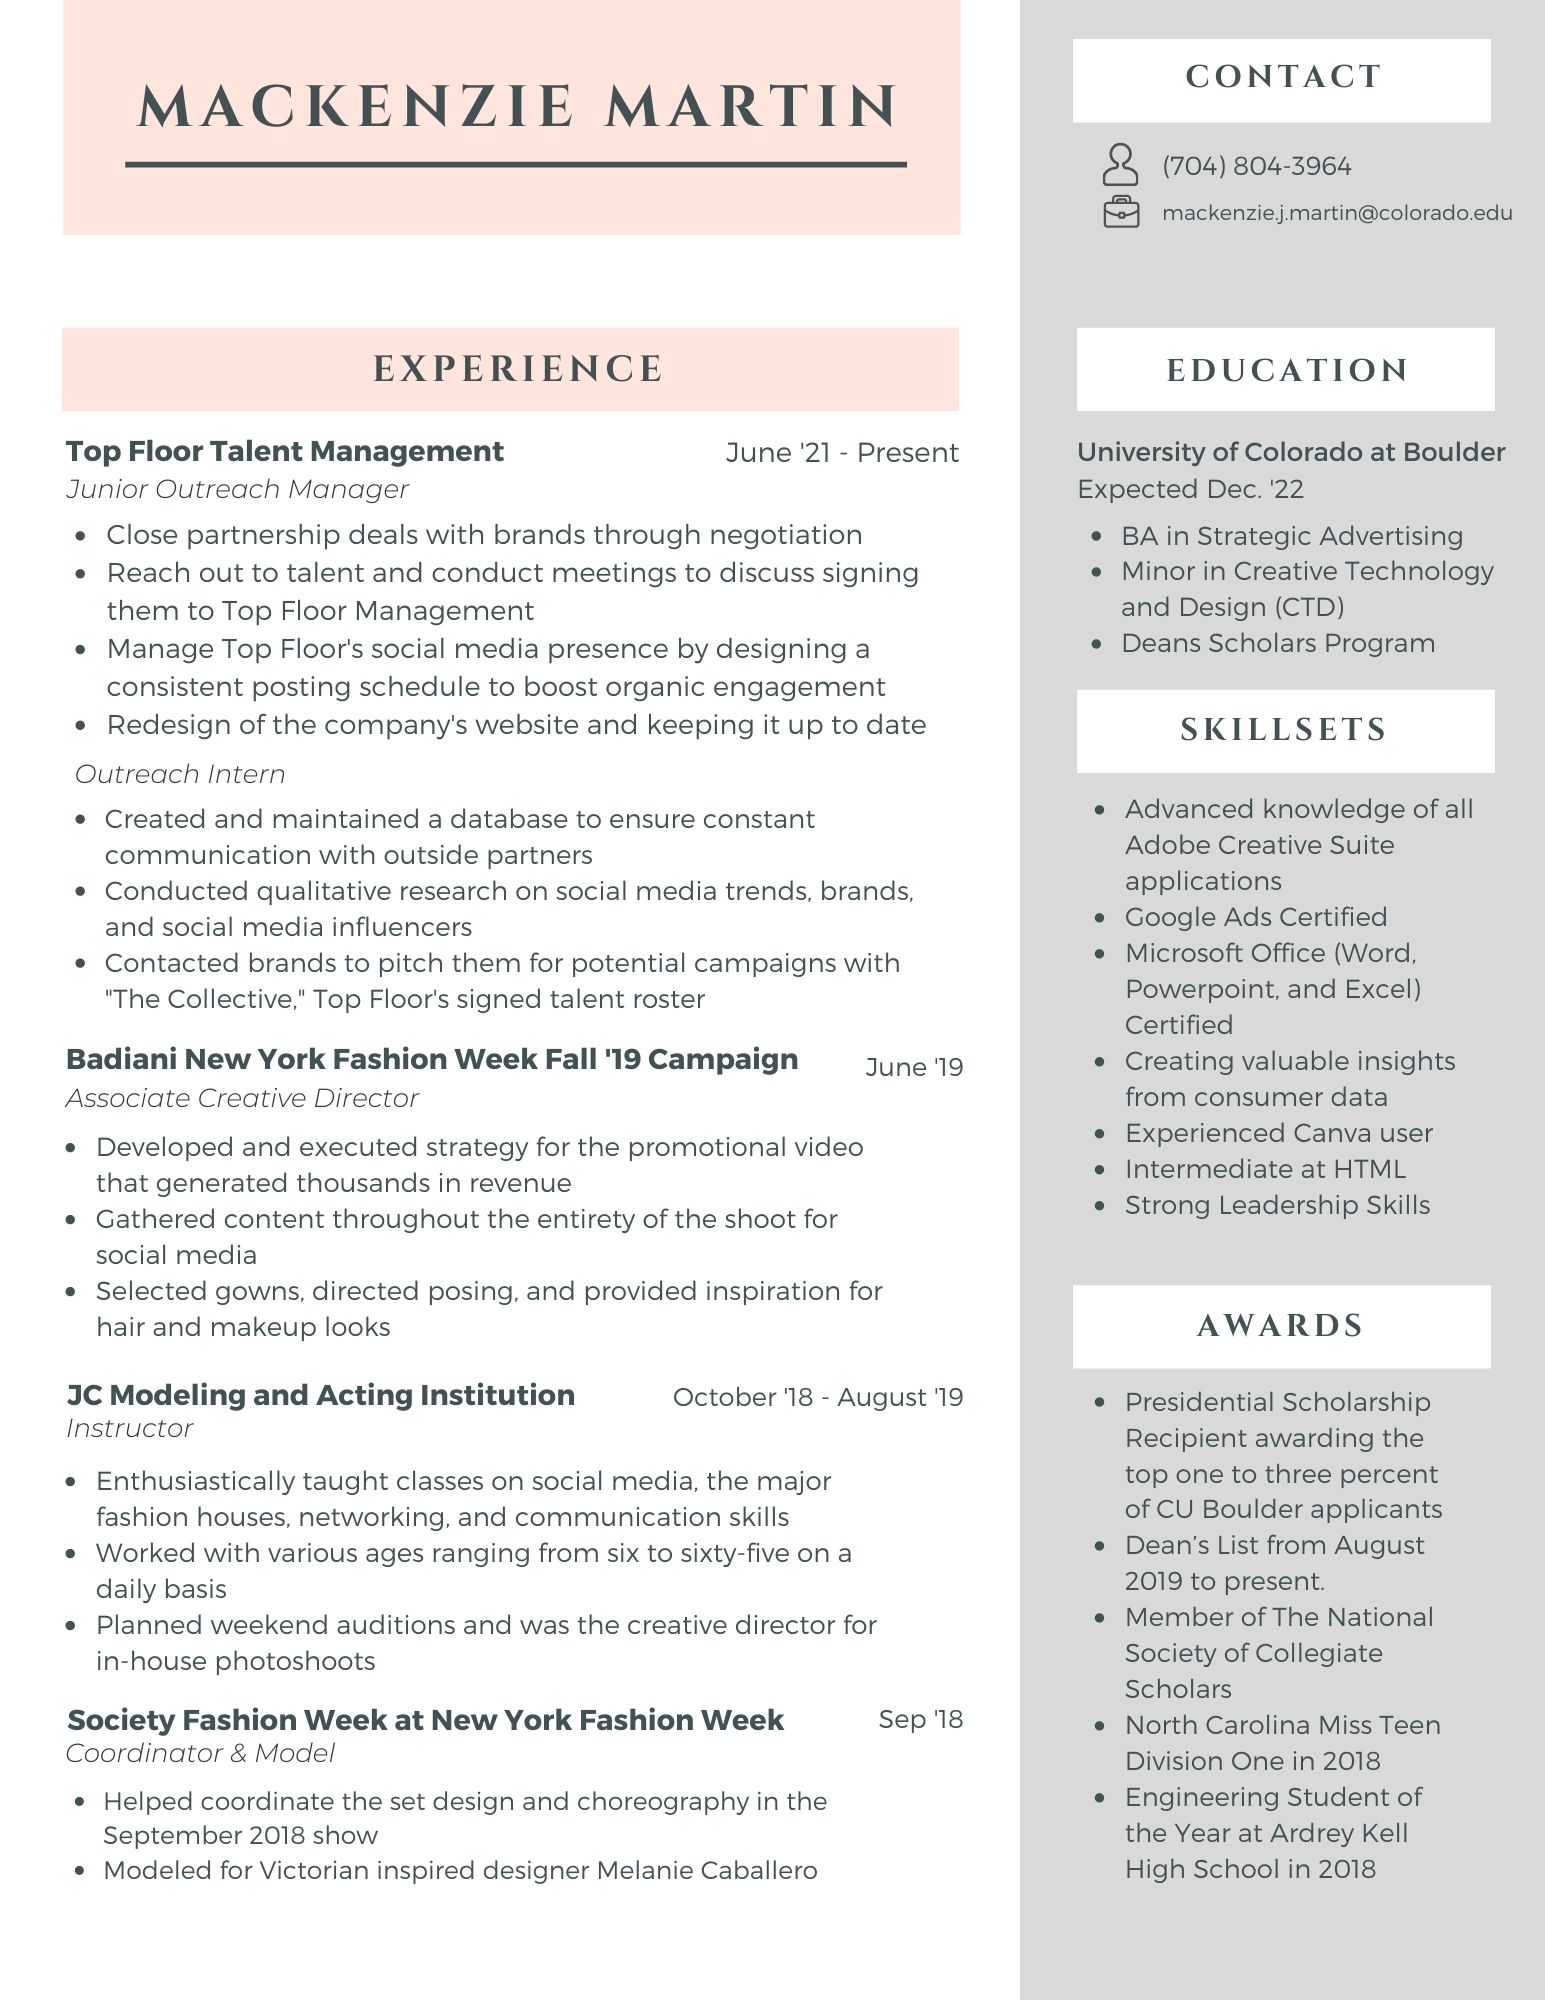 MACKENZIE MARTIN
EXPERIENCE
Top Floor Talent Management
June '21 - Present
Junior Outreach Manager
• Close partnership deals with brands through negotiation
• Reach out to talent and conduct meetings to discuss signing
them to Top Floor Management
• Manage Top Floor's social media presence by designing a
consistent posting schedule to boost organic engagement
• Redesign of the company's website and keeping it up to date
Outreach Intern
• Created and maintained a database to ensure constant
communication with outside partners
• Conducted qualitative research on social media trends, brands,
and social media influencers
• Contacted brands to pitch them for potential campaigns with
"The Collective," Top Floor's signed talent roster
Badiani New York Fashion Week Fall '19 Campaign
June '19
Associate Creative Director
• Developed and executed strategy for the promotional video
that generated thousands in revenue
• Gathered content throughout the entirety of the shoot for
social media
• Selected gowns, directed posing, and provided inspiration for
hair and makeup looks
JC Modeling and Acting Institution
October '18 - August '19
Instructor
• Enthusiastically taught classes on social media, the major
fashion houses, networking, and communication skills
• Worked with various ages ranging from six to sixty-five on a
daily basis
• Planned weekend auditions and was the creative director for
in-house photoshoots
Society Fashion Week at New York Fashion Week
Sep '18
Coordinator & Model
• Helped coordinate the set design and choreography in the
September 2018 show
• Modeled for Victorian inspired designer Melanie Caballero
CONTACT
(704) 804-3964
mackenzie.j.martin@colorado.edu
EDUCATION
University of Colorado at Boulder
Expected Dec. '22
• BA in Strategic Advertising
• Minor in Creative Technology
and Design (CTD)
• Deans Scholars Program
SKILLSETS
• Advanced knowledge of all
Adobe Creative Suite
applications
• Google Ads Certified
• Microsoft Office (Word,
Powerpoint, and Excel)
Certified
• Creating valuable insights
from consumer data
• Experienced Canva user
• Intermediate at HTML
• Strong Leadership Skills
AWARDS
• Presidential Scholarship
Recipient awarding the
top one to three percent
of CU Boulder applicants
• Dean’s List from August
2019 to present.
• Member of The National
Society of Collegiate
Scholars
• North Carolina Miss Teen
Division One in 2018
• Engineering Student of
the Year at Ardrey Kell
High School in 2018